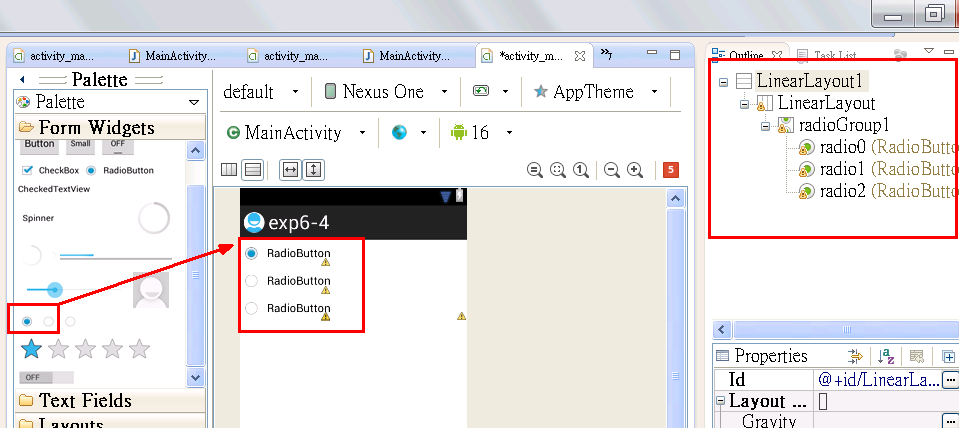 activity_ma...
MainActivity...
activity_ma...
MainActivity...
*activity_m...
»7
Outline
Task List
Palette
Palette
Form Widgets
Button
Small
OFF
CheckBox
RadioButton
CheckedTextView
Spinner
OFF
Text Fields
Layouts
default
Nexus One
AppTheme
MainActivity
16
5
exp6-4
RadioButton
RadioButton
RadioButton
LinearLayout1
LinearLayout
radioGroup1
radio0 (RadioButto
radio1 (RadioButto
radio2 (RadioButto
Properties
Id
@+id/LinearLa...
Layout ...
[]
Gravity